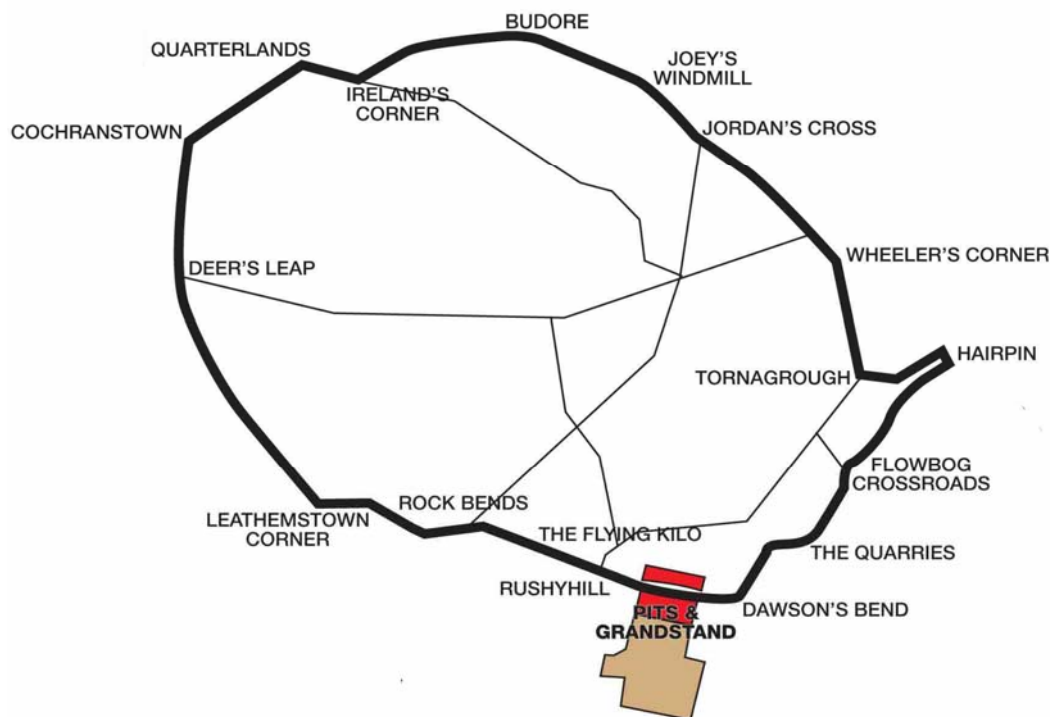 BUDORE
QUARTERLANDS
JOEY'S
WINDMILL
IRELAND'S
CORNER
COCHRANSTOWN
JORDAN'S CROSS
WHEELER'S CORNER
DEER'S LEAP
HAIRPIN
TORNAGROUGH
FLOWBOG
CROSSROADS
ROCK BENDS
LEATHEMSTOWN
CORNER
THE FLYING KILO
THE QUARRIES
RUSHYHILL
DAWSON'S BEND
PITS &
GRANDSTAND